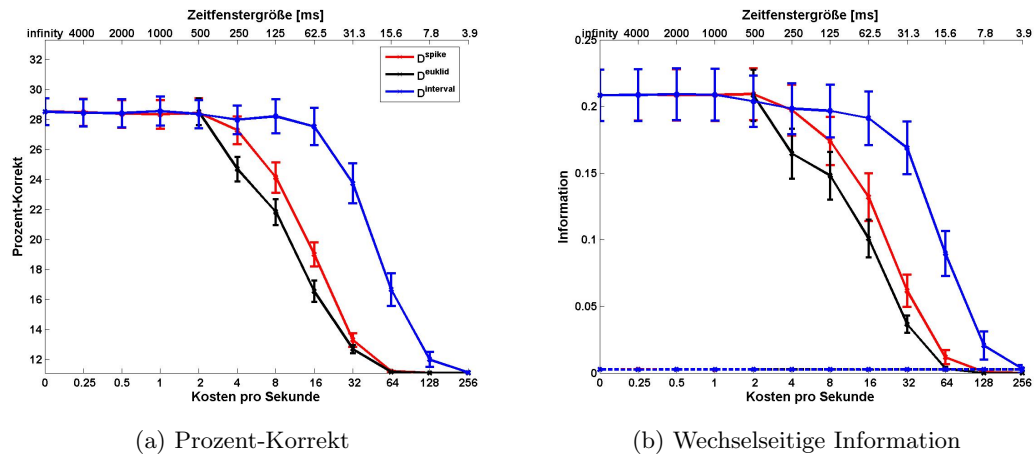 Zeitfenstergröße [ms]
infinity 4000 2000 1000 500 250 125 62.5 31.3 15.6 7.8 3.9
32
30
28
26
24
22
20
18
16
14
12
Prozent-Korrekt
D^spike
D^euklid
D^interval
0 0.25 0.5 1 2 4 8 16 32 64 128 256
Kosten pro Sekunde
(a) Prozent-Korrekt
Zeitfenstergröße [ms]
infinity 4000 2000 1000 500 250 125 62.5 31.3 15.6 7.8 3.9
0.25
0.2
0.15
0.1
0.05
0
Information
0 0.25 0.5 1 2 4 8 16 32 64 128 256
Kosten pro Sekunde
(b) Wechselseitige Information